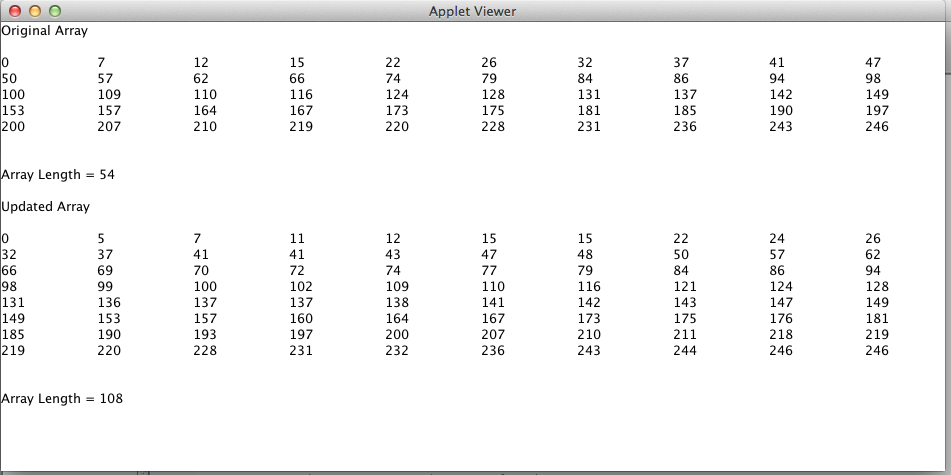 Applet Viewer
Original Array
0 7 12 15 22 26 32 37 41 47
50 57 62 66 74 79 84 86 94 98
100 109 110 116 124 128 131 137 142 149
153 157 164 167 173 175 181 185 190 197
200 207 210 219 220 228 231 236 243 246
Array Length = 54
Updated Array
0 5 7 11 12 15 15 22 24 26
32 37 41 41 43 47 48 50 57 62
66 69 70 72 74 77 79 84 86 94
98 99 100 102 109 110 116 121 124 128
131 136 137 137 138 141 142 143 147 149
149 153 157 160 164 167 173 175 176 181
185 190 193 197 200 207 210 211 218 219
219 220 228 231 232 236 243 244 246 246
Array Length = 108